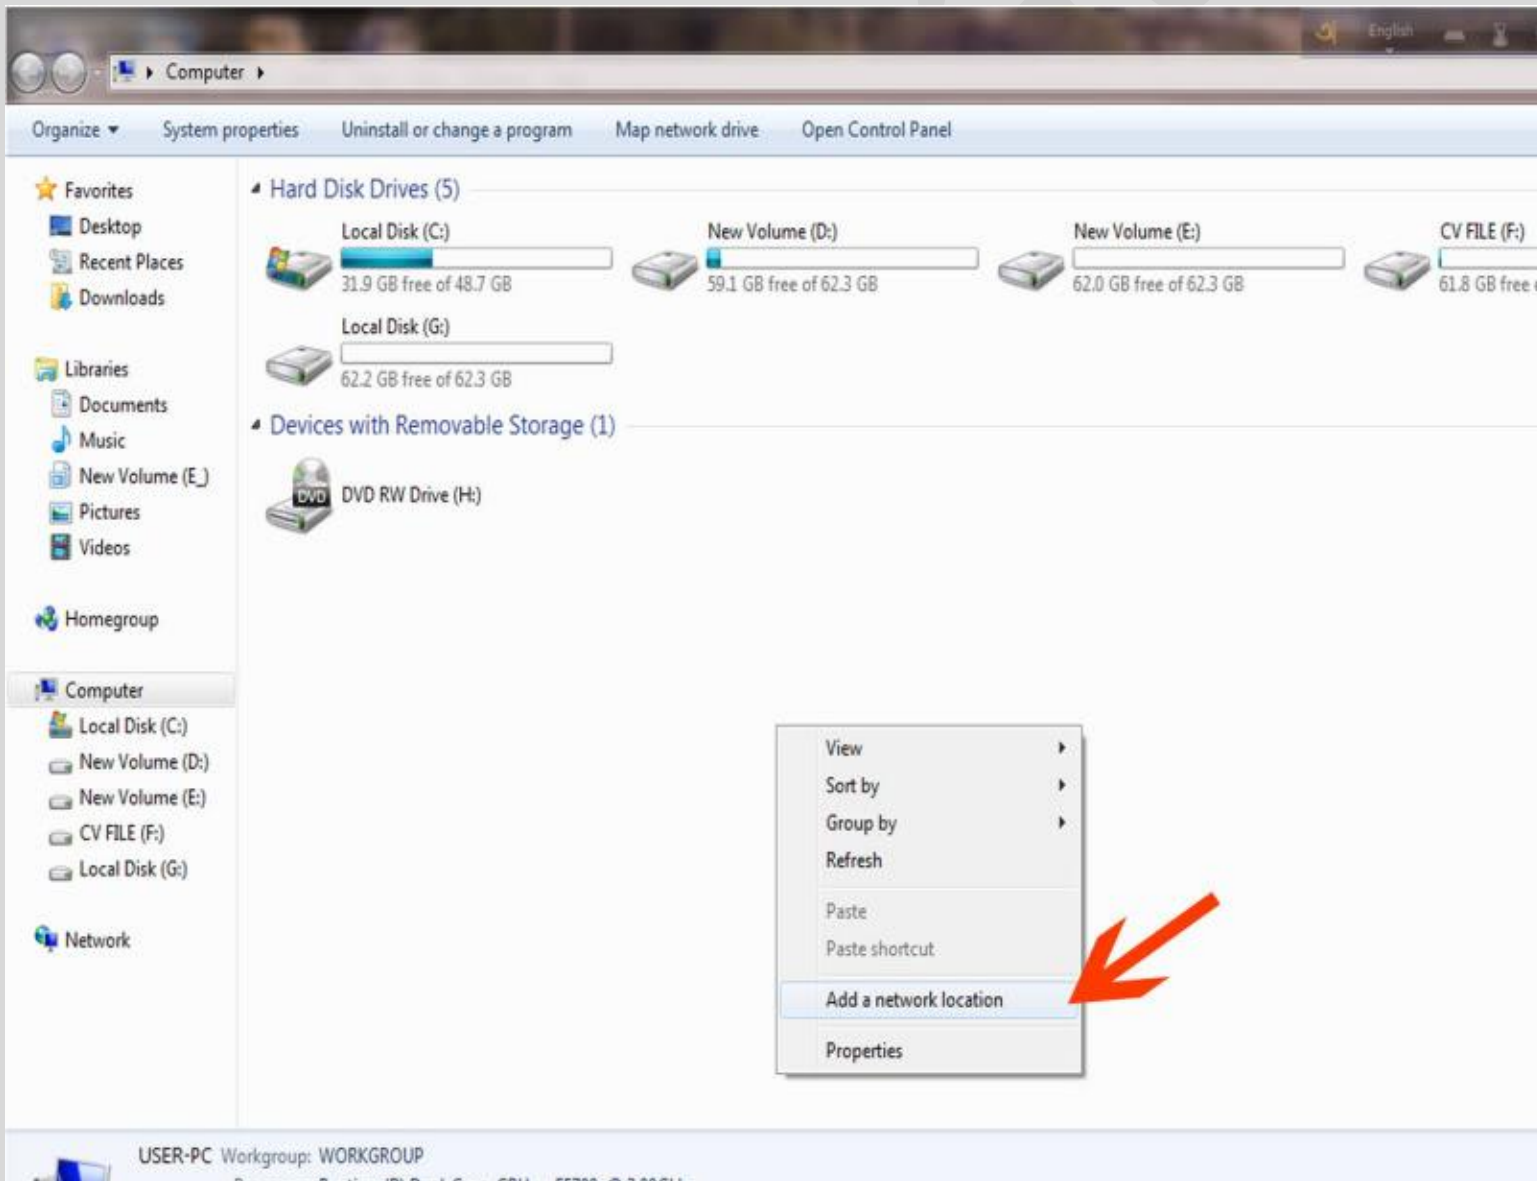 অ English
Computer
Organize System properties Uninstall or change a program Map network drive Open Control Panel
Favorites
Desktop
Recent Places
Downloads
Libraries
Documents
Music
New Volume (E_)
Pictures
Videos
Homegroup
Computer
Local Disk (C:)
New Volume (D:)
New Volume (E:)
CV FILE (F:)
Local Disk (G:)
Network
Hard Disk Drives (5)
Local Disk (C:)
31.9 GB free of 48.7 GB
New Volume (D:)
59.1 GB free of 62.3 GB
New Volume (E:)
62.0 GB free of 62.3 GB
CV FILE (F:)
61.8 GB free
Local Disk (G:)
62.2 GB free of 62.3 GB
Devices with Removable Storage (1)
DVD
DVD RW Drive (H:)
View
Sort by
Group by
Refresh
Paste
Paste shortcut
Add a network location
Properties
USER-PC Workgroup: WORKGROUP